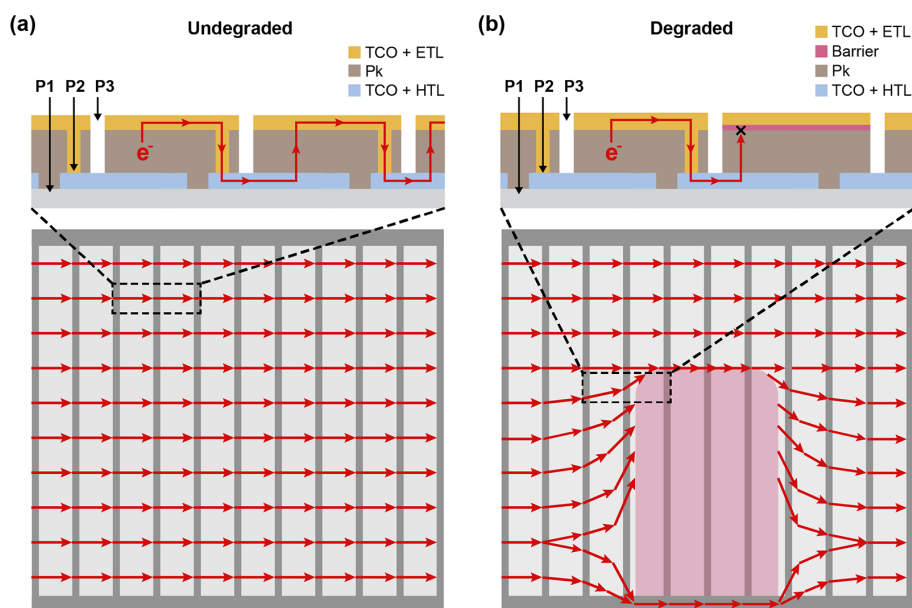 (a)
Undegraded
TCO + ETL
Pk
TCO + HTL
P1
P2
P3
e-
(b)
Degraded
TCO + ETL
Barrier
Pk
TCO + HTL
P1
P2
P3
e-